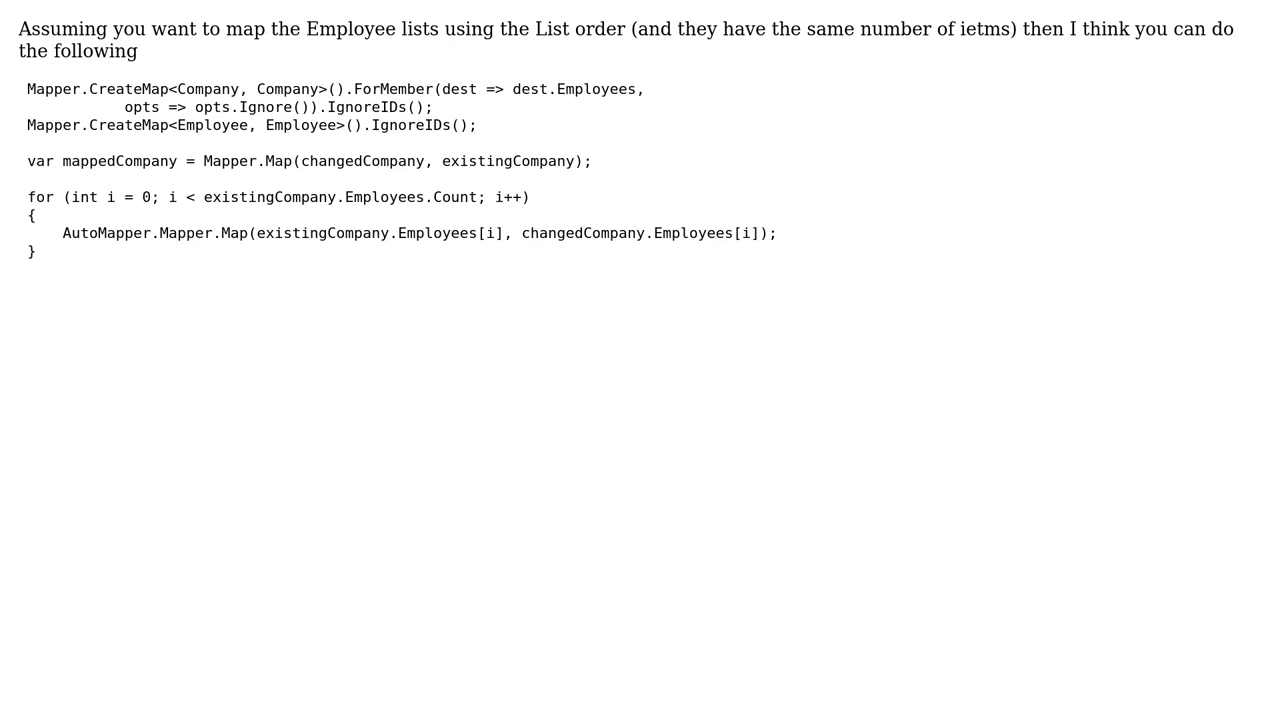 Assuming you want to map the Employee lists using the List order (and they have the same number of ietms) then I think you can do
the following
Mapper.CreateMap<Company, Company>().ForMember(dest => dest.Employees,
           opts => opts.Ignore()).IgnoreIDs();
Mapper.CreateMap<Employee, Employee>().IgnoreIDs();

var mappedCompany = Mapper.Map(changedCompany, existingCompany);

for (int i = 0; i < existingCompany.Employees.Count; i++)
{
    AutoMapper.Mapper.Map(existingCompany.Employees[i], changedCompany.Employees[i]);
}